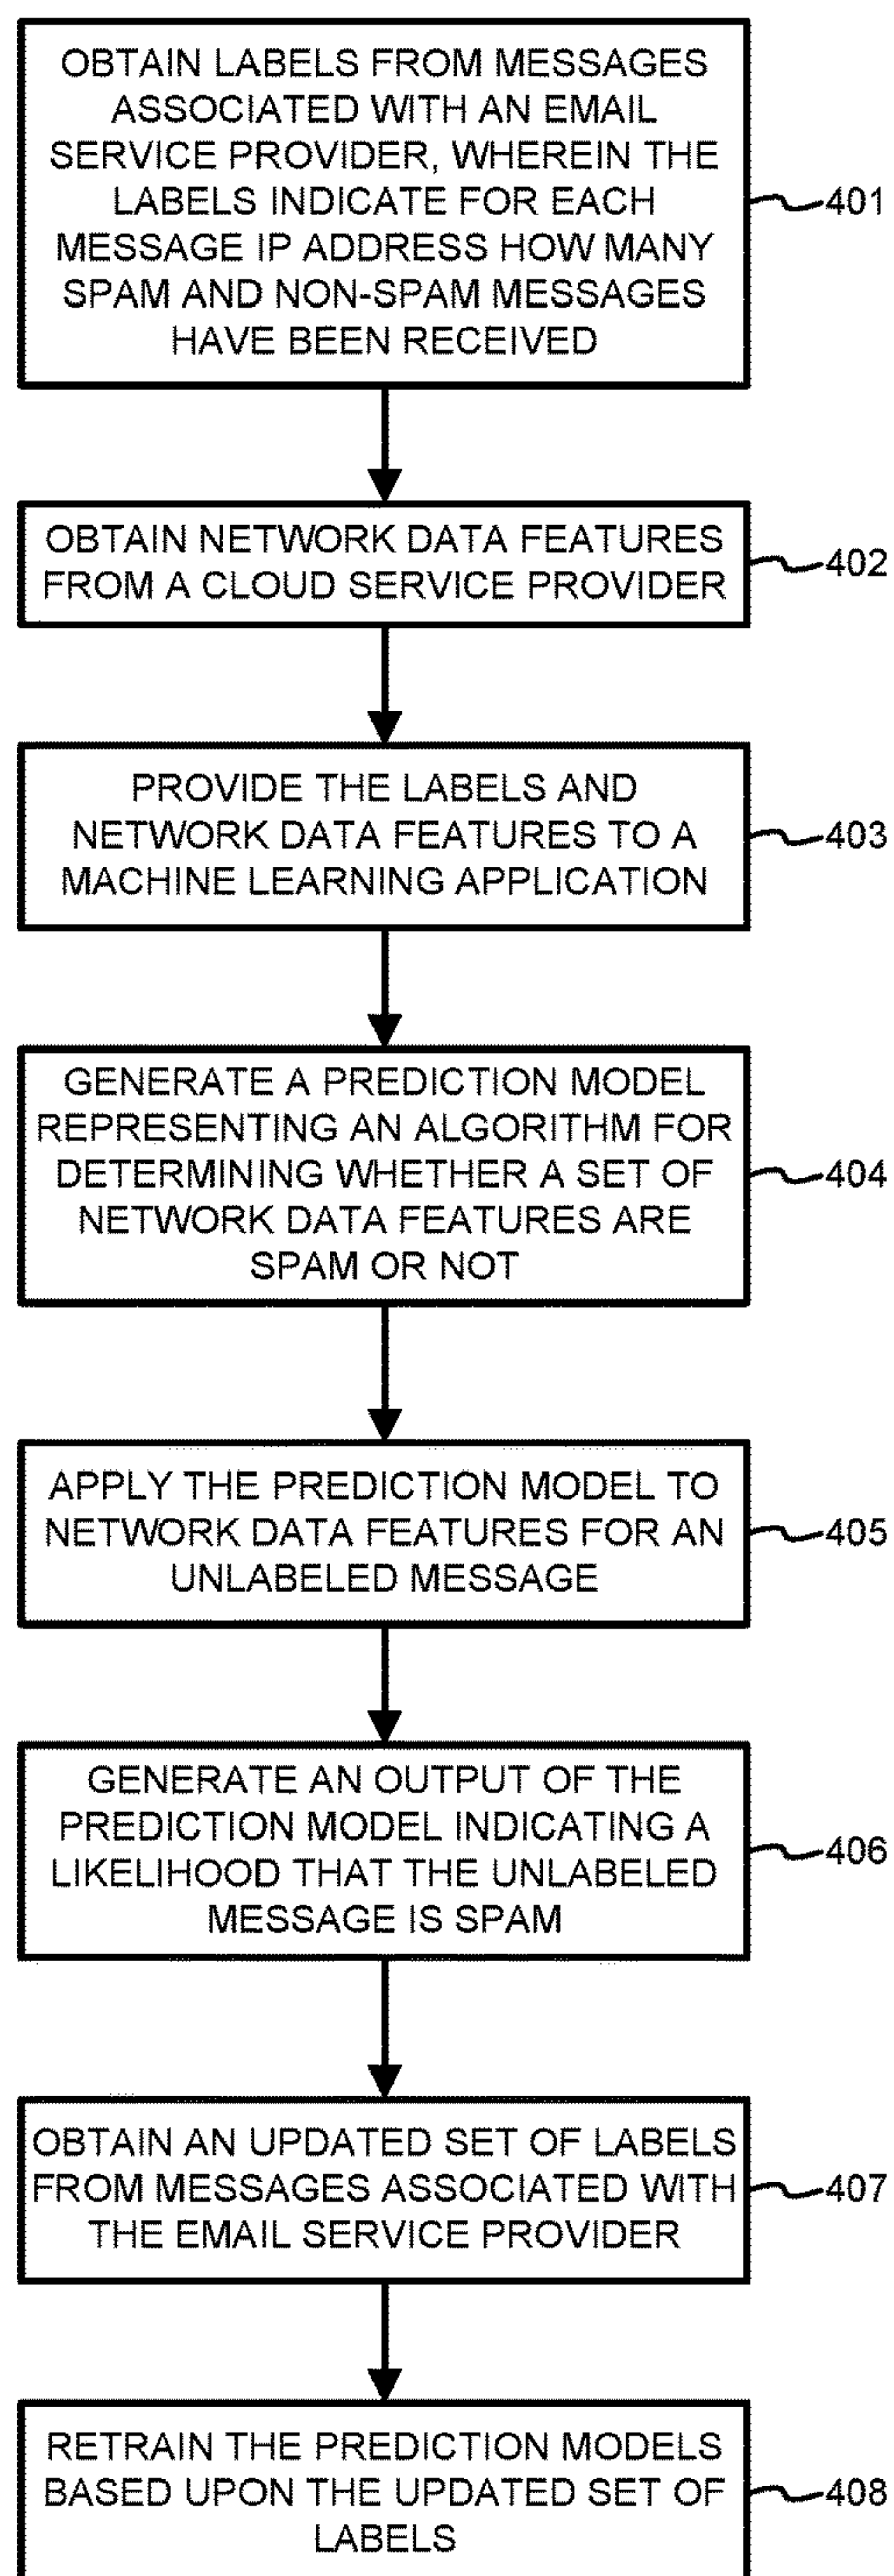 OBTAIN LABELS FROM MESSAGES
ASSOCIATED WITH AN EMAIL
SERVICE PROVIDER, WHEREIN THE
LABELS INDICATE FOR EACH
MESSAGE IP ADDRESS HOW MANY
SPAM AND NON-SPAM MESSAGES
HAVE BEEN RECEIVED
401
OBTAIN NETWORK DATA FEATURES
FROM A CLOUD SERVICE PROVIDER
402
PROVIDE THE LABELS AND
NETWORK DATA FEATURES TO A
MACHINE LEARNING APPLICATION
403
GENERATE A PREDICTION MODEL
REPRESENTING AN ALGORITHM FOR
DETERMINING WHETHER A SET OF
NETWORK DATA FEATURES ARE
SPAM OR NOT
404
APPLY THE PREDICTION MODEL TO
NETWORK DATA FEATURES FOR AN
UNLABELED MESSAGE
405
GENERATE AN OUTPUT OF THE
PREDICTION MODEL INDICATING A
LIKELIHOOD THAT THE UNLABELED
MESSAGE IS SPAM
406
OBTAIN AN UPDATED SET OF LABELS
FROM MESSAGES ASSOCIATED WITH
THE EMAIL SERVICE PROVIDER
407
RETRAIN THE PREDICTION MODELS
BASED UPON THE UPDATED SET OF
LABELS
408